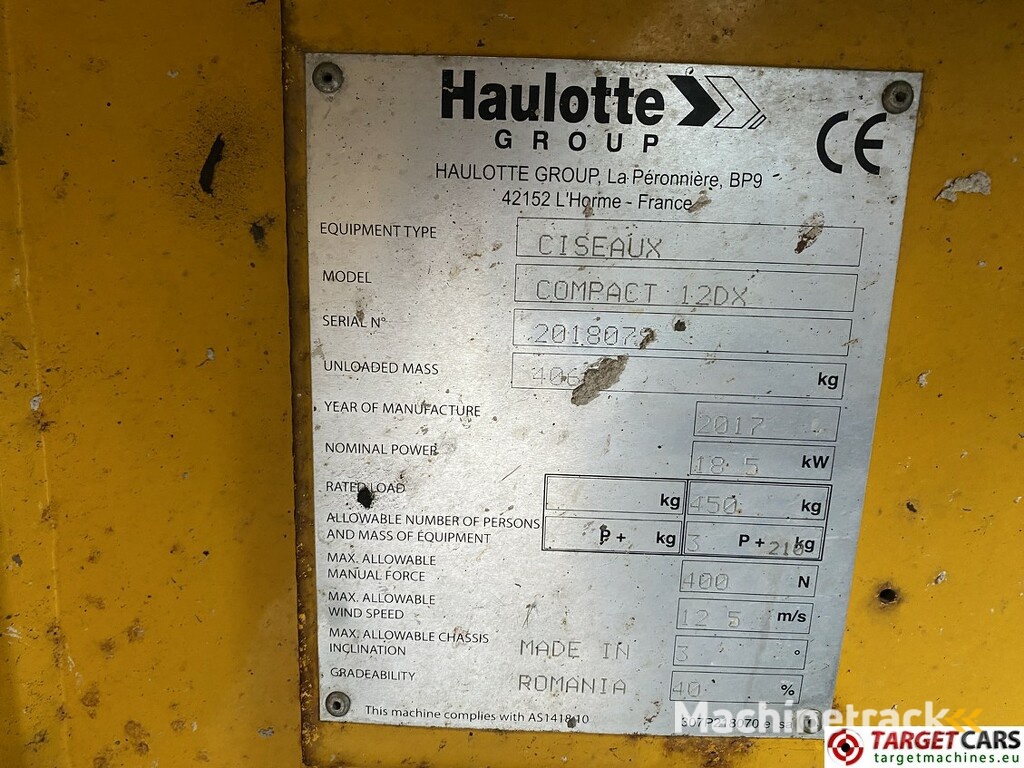 Haulotte
GROUP
CE
HAULOTTE GROUP, La Péronnière, BP9
42152 L'Horme - France
EQUIPMENT TYPE CISEAUX
MODEL COMPACT 12DX
SERIAL N°
UNLOADED MASS kg
YEAR OF MANUFACTURE 2017
NOMINAL POWER 18.5 kW
RATED LOAD kg 450 kg
ALLOWABLE NUMBER OF PERSONS
AND MASS OF EQUIPMENT P + kg 3 P + 210 kg
MAX. ALLOWABLE
MANUAL FORCE 400 N
MAX. ALLOWABLE
WIND SPEED 12.5 m/s
MAX. ALLOWABLE CHASSIS
INCLINATION 3 °
MADE IN
GRADEABILITY 40 %
ROMANIA
This machine complies with AS1418/10
307P218070
Machinetrack
TARGETCARS
targetmachines.eu